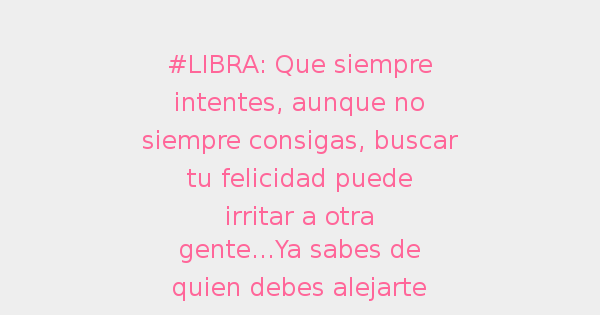 #LIBRA: Que siempre
intentes, aunque no
siempre consigas, buscar
tu felicidad puede
irritar a otra
gente...Ya sabes de
quien debes alejarte